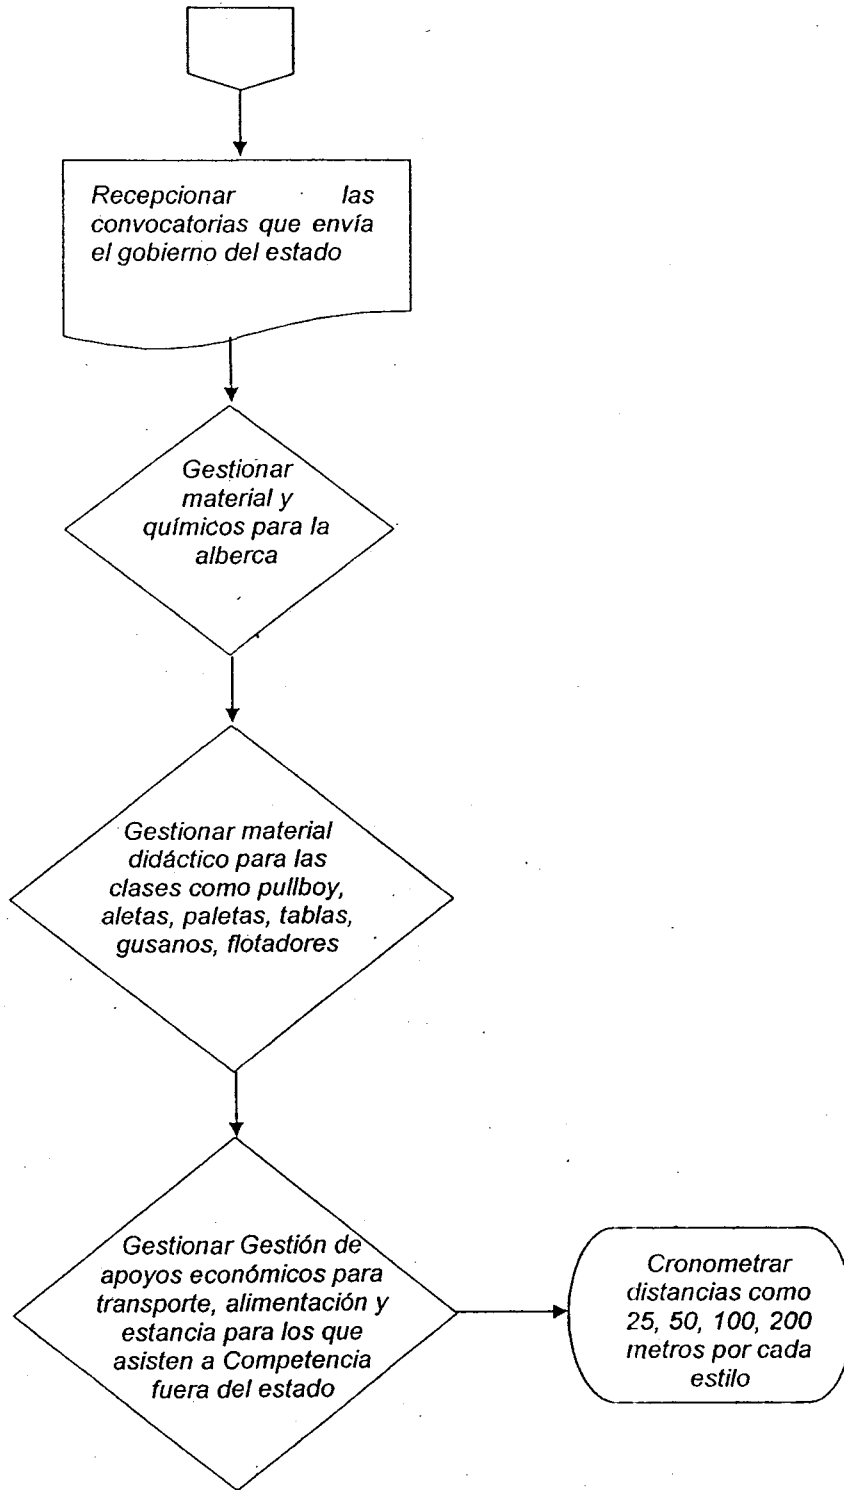 Recepcionar las
convocatorias que envía
el gobierno del estado
Gestionar
material y
químicos para la
alberca
Gestionar material
didáctico para las
clases como pullboy,
aletas, paletas, tablas,
gusanos, flotadores
Gestionar Gestión de
apoyos económicos para
transporte, alimentación y
estancia para los que
asisten a Competencia
fuera del estado
Cronometrar
distancias como
25, 50, 100, 200
metros por cada
estilo